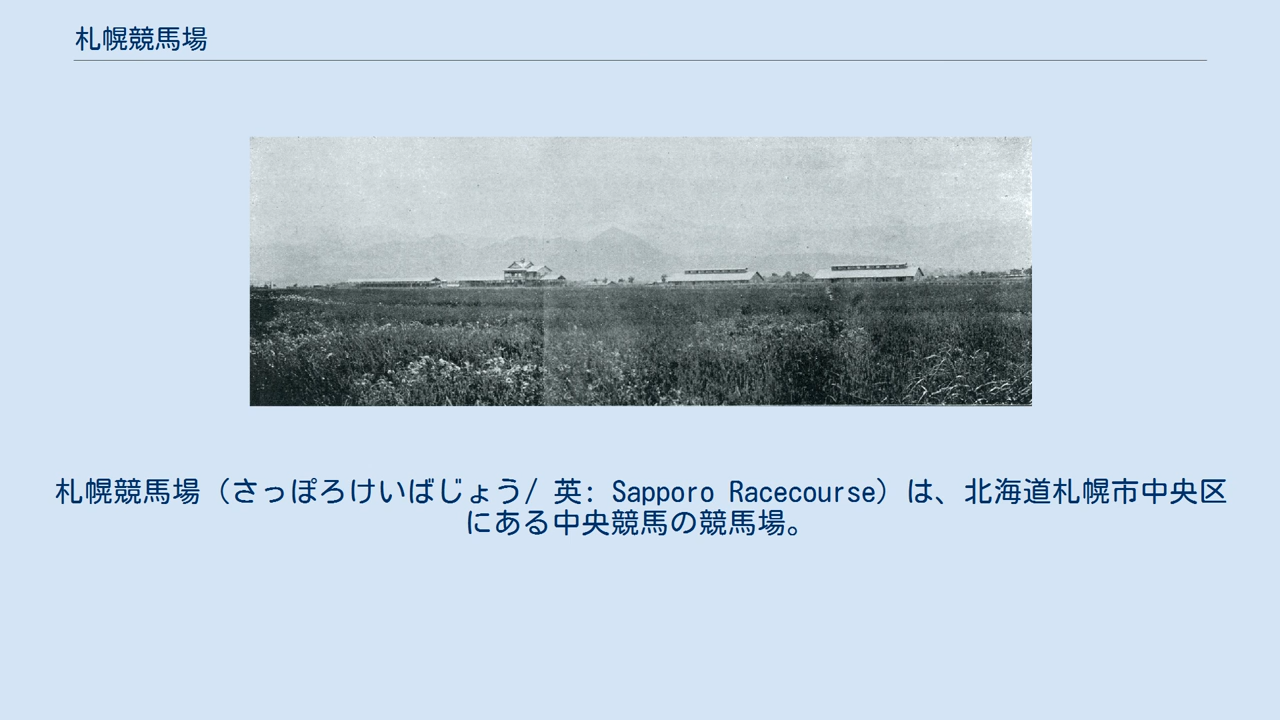 札幌競馬場
札幌競馬場（さっぽろけいばじょう/ 英: Sapporo Racecourse）は、北海道札幌市中央区
にある中央競馬の競馬場。